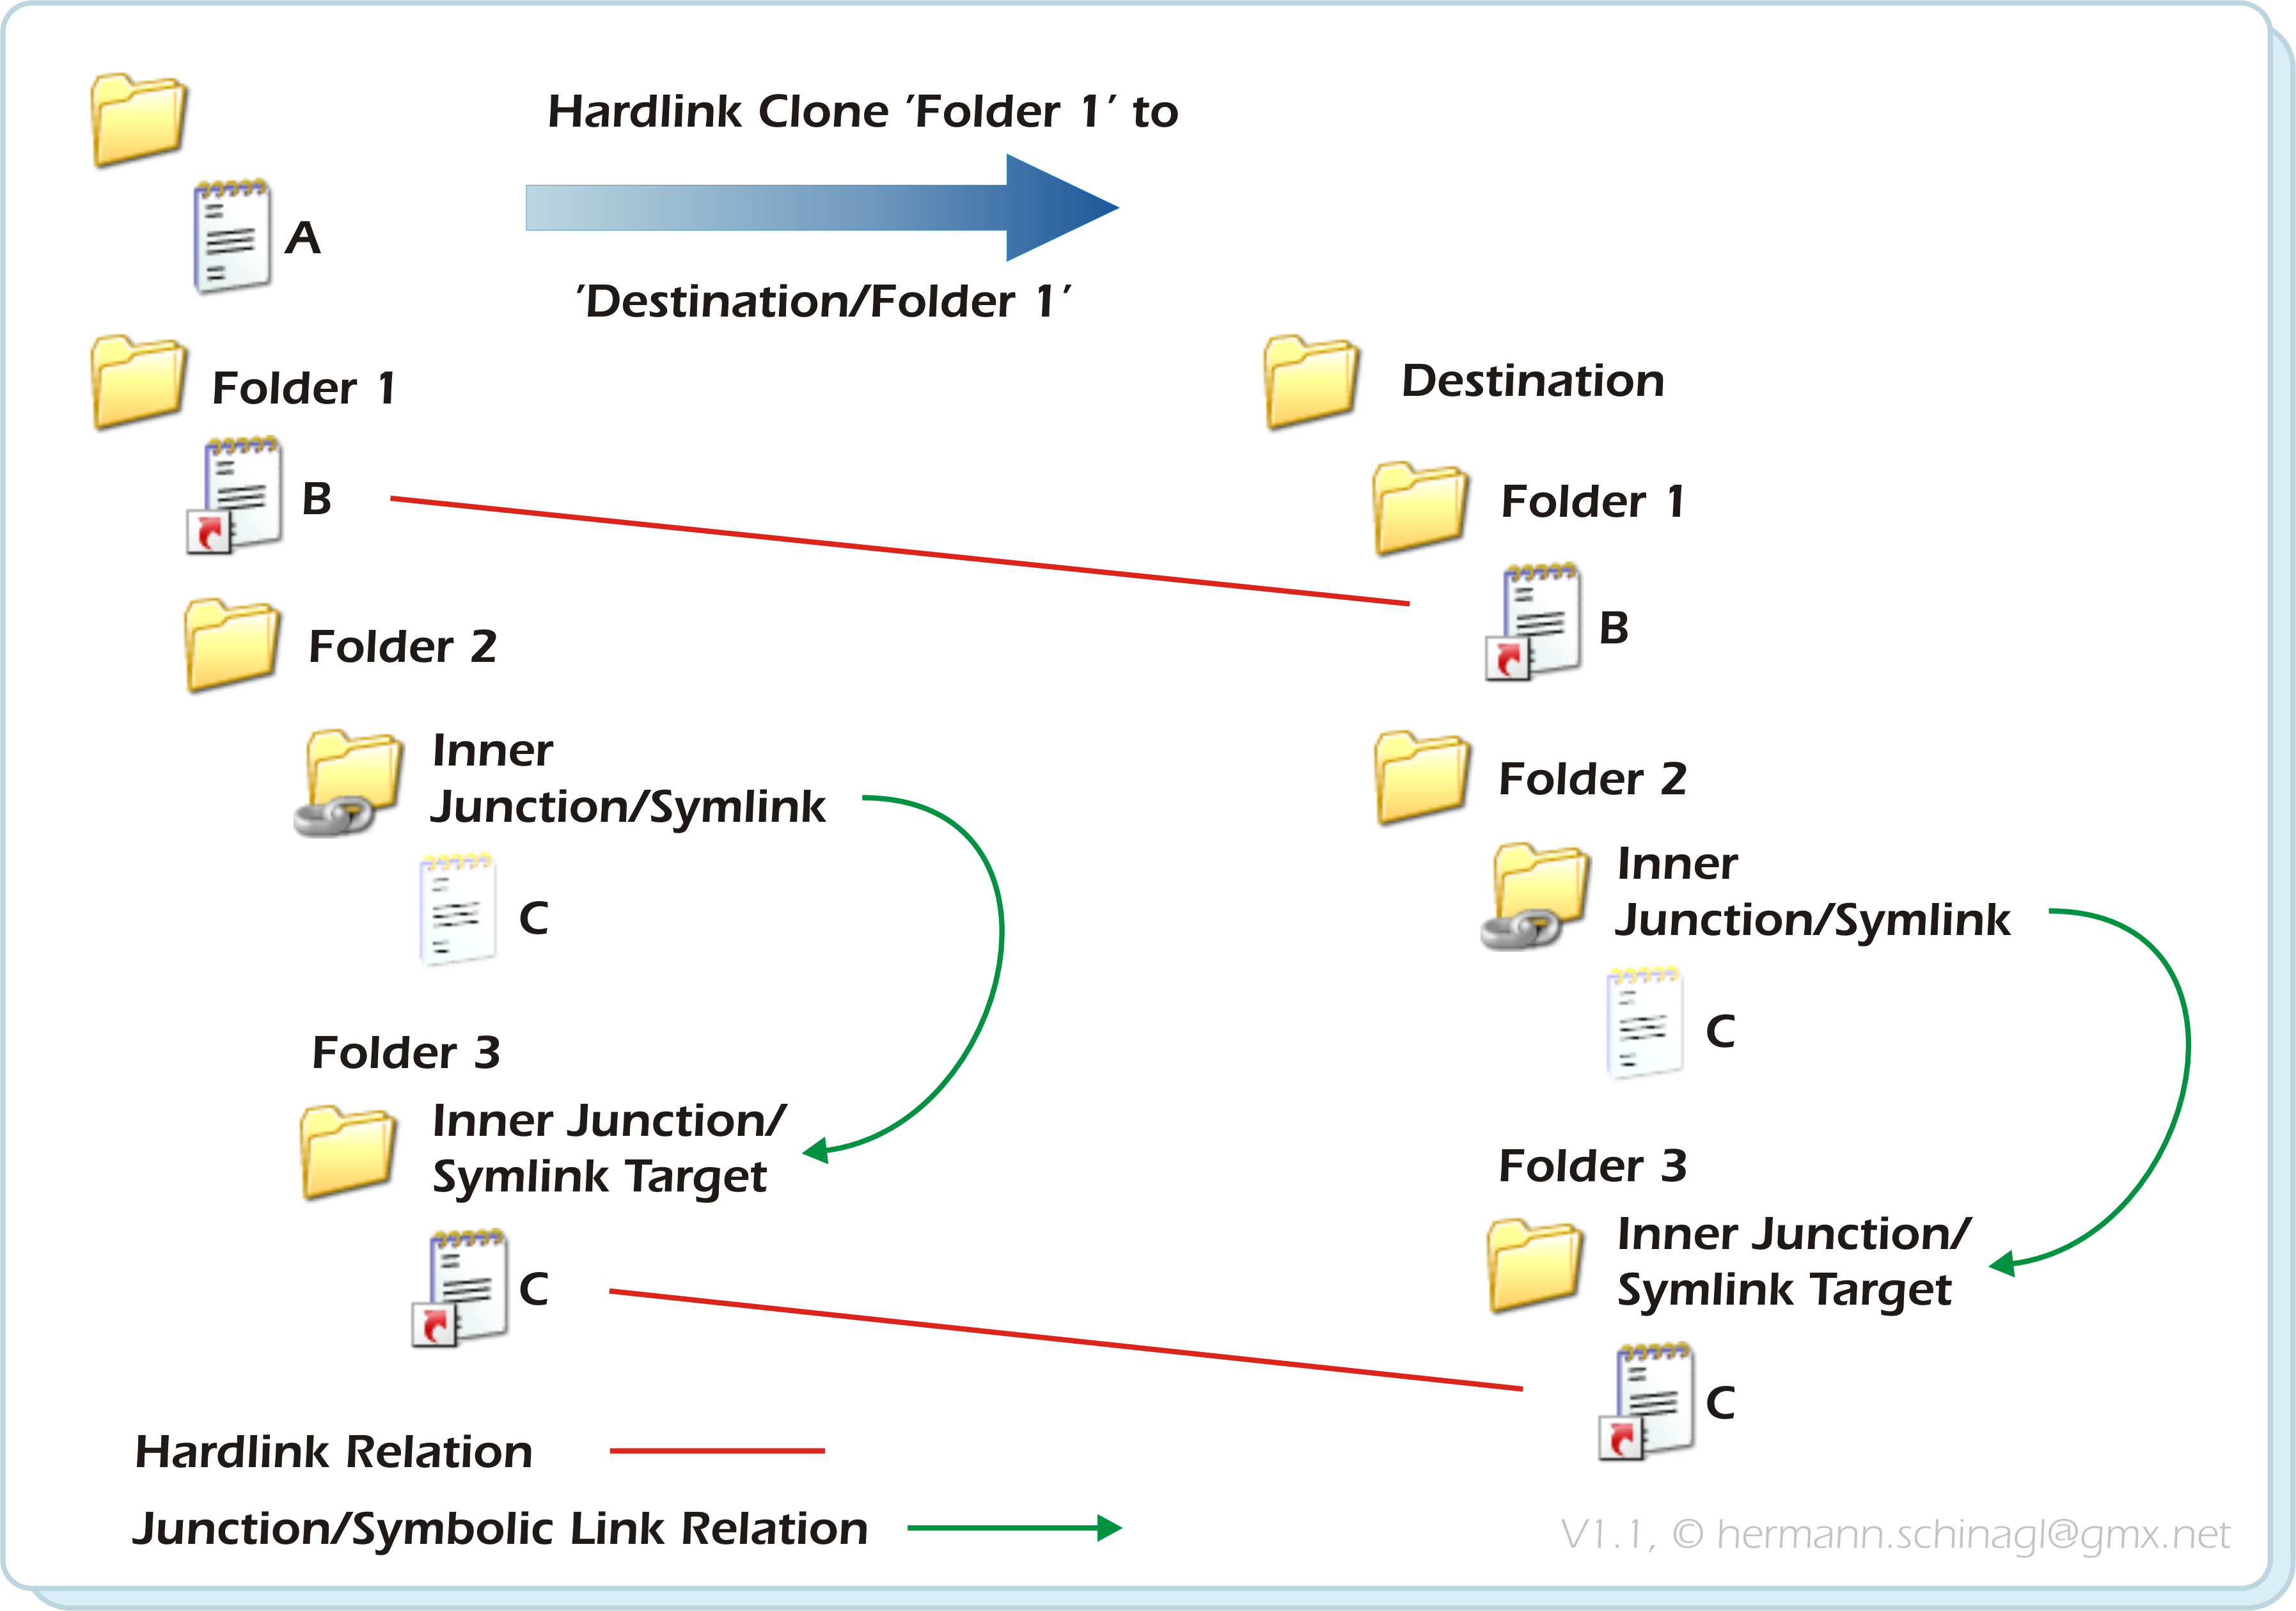 Hardlink Clone 'Folder 1' to
'Destination/Folder 1'
A
Folder 1
B
Folder 2
Inner
Junction/Symlink
C
Folder 3
Inner Junction/
Symlink Target
C
Destination
Folder 1
B
Folder 2
Inner
Junction/Symlink
C
Folder 3
Inner Junction/
Symlink Target
C
Hardlink Relation
Junction/Symbolic Link Relation
V1.1, © hermann.schinagl@gmx.net